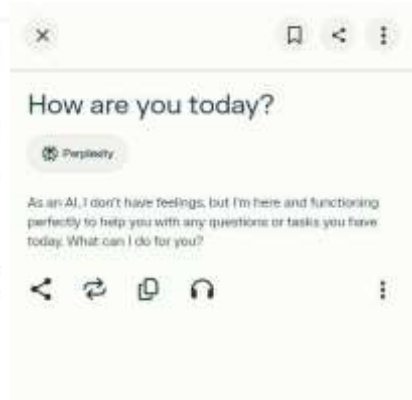 How are you today?
Perplexity
As an AI, I don't have feelings, but I'm here and functioning
perfectly to help you with any questions or tasks you have
today. What can I do for you?